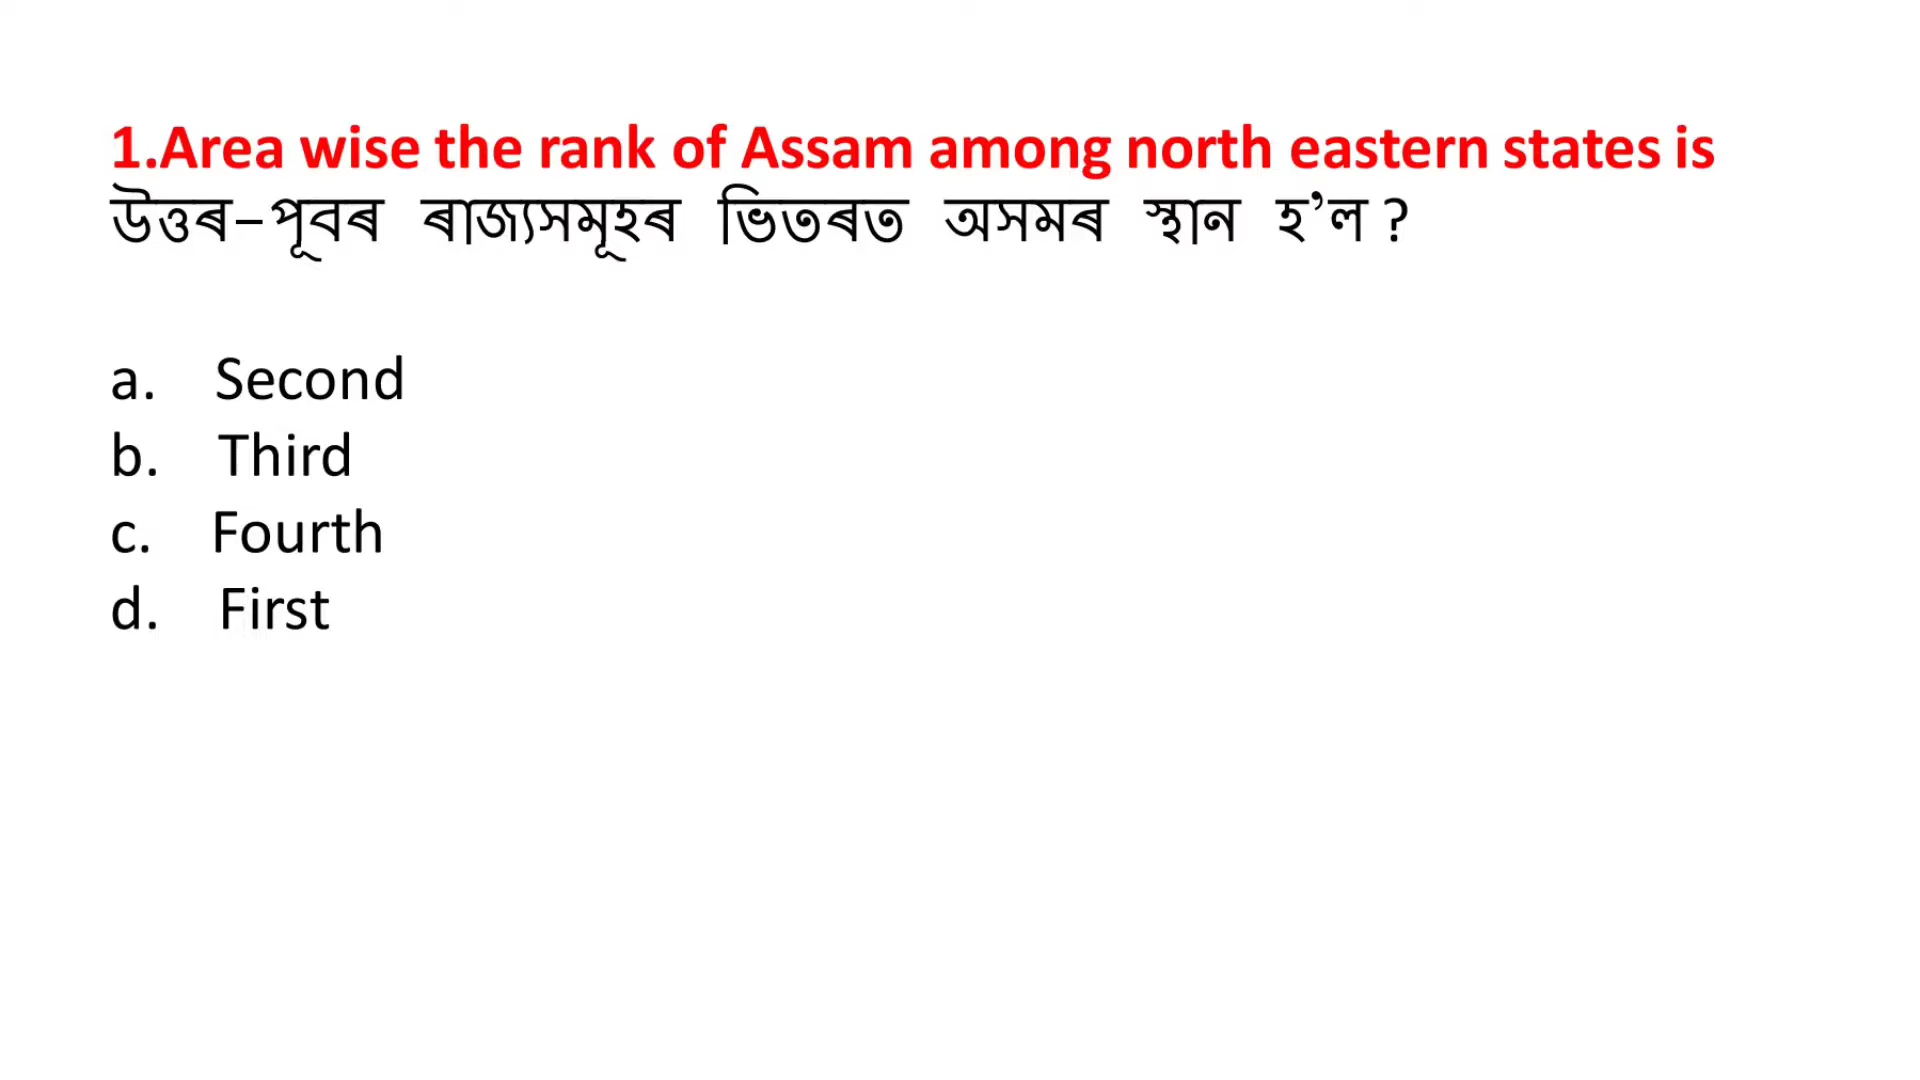 1.Area wise the rank of Assam among north eastern states is
উত্তৰ–পূবৰ ৰাজ্যসমূহৰ ভিতৰত অসমৰ স্থান হ’ল ?
a. Second
b. Third
c. Fourth
d. First